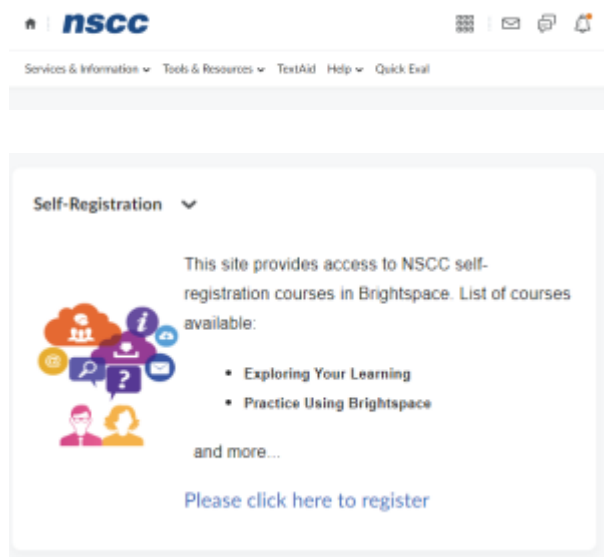 nscc
Services & Information Tools & Resources TextAid Help Quick Eval
Self-Registration
This site provides access to NSCC self-
registration courses in Brightspace. List of courses
available:
• Exploring Your Learning
• Practice Using Brightspace
and more...
Please click here to register